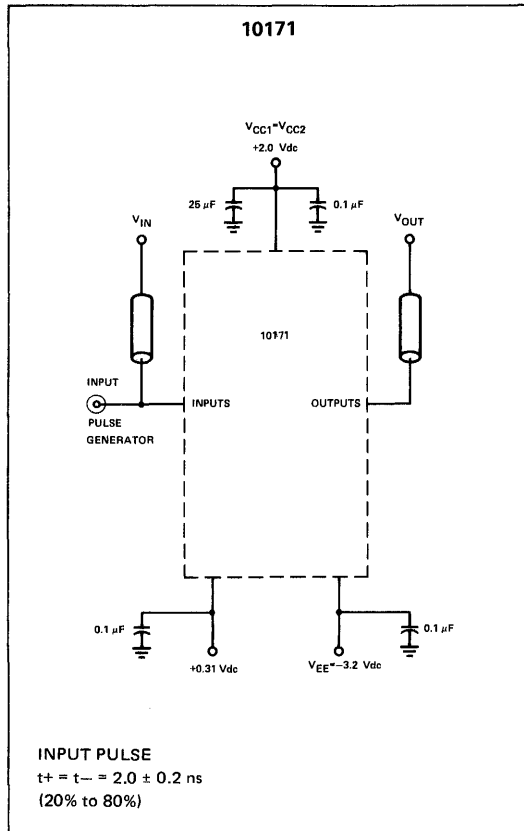 10171
VCC1=VCC2
+2.0 Vdc
25 μF
0.1 μF
VIN
VOUT
10171
INPUT
PULSE
GENERATOR
INPUTS
OUTPUTS
0.1 μF
0.1 μF
+0.31 Vdc
VEE=−3.2 Vdc
INPUT PULSE
t+ = t− = 2.0 ± 0.2 ns
(20% to 80%)